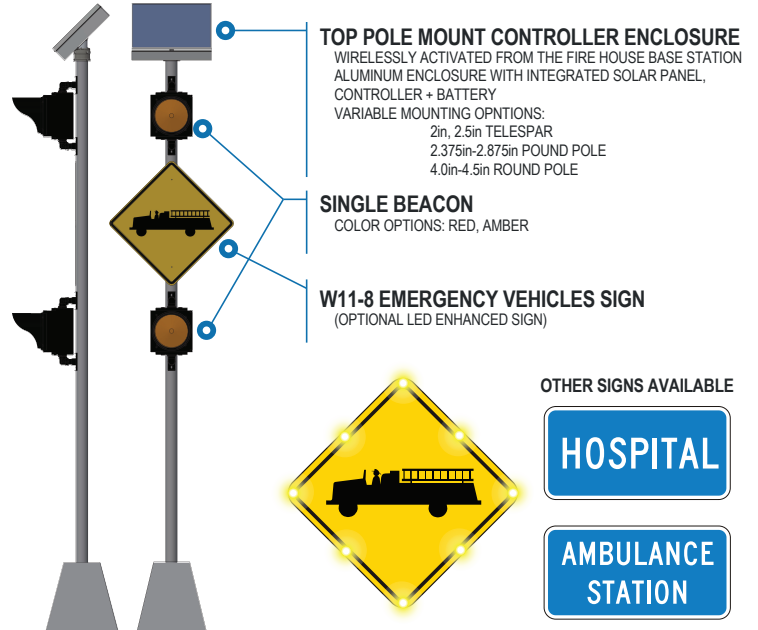 TOP POLE MOUNT CONTROLLER ENCLOSURE
WIRELESSLY ACTIVATED FROM THE FIRE HOUSE BASE STATION
ALUMINUM ENCLOSURE WITH INTEGRATED SOLAR PANEL,
CONTROLLER + BATTERY
VARIABLE MOUNTING OPNTIONS:
2in, 2.5in TELESPAR
2.375in-2.875in POUND POLE
4.0in-4.5in ROUND POLE
SINGLE BEACON
COLOR OPTIONS: RED, AMBER
W11-8 EMERGENCY VEHICLES SIGN
(OPTIONAL LED ENHANCED SIGN)
OTHER SIGNS AVAILABLE
HOSPITAL
AMBULANCE
STATION